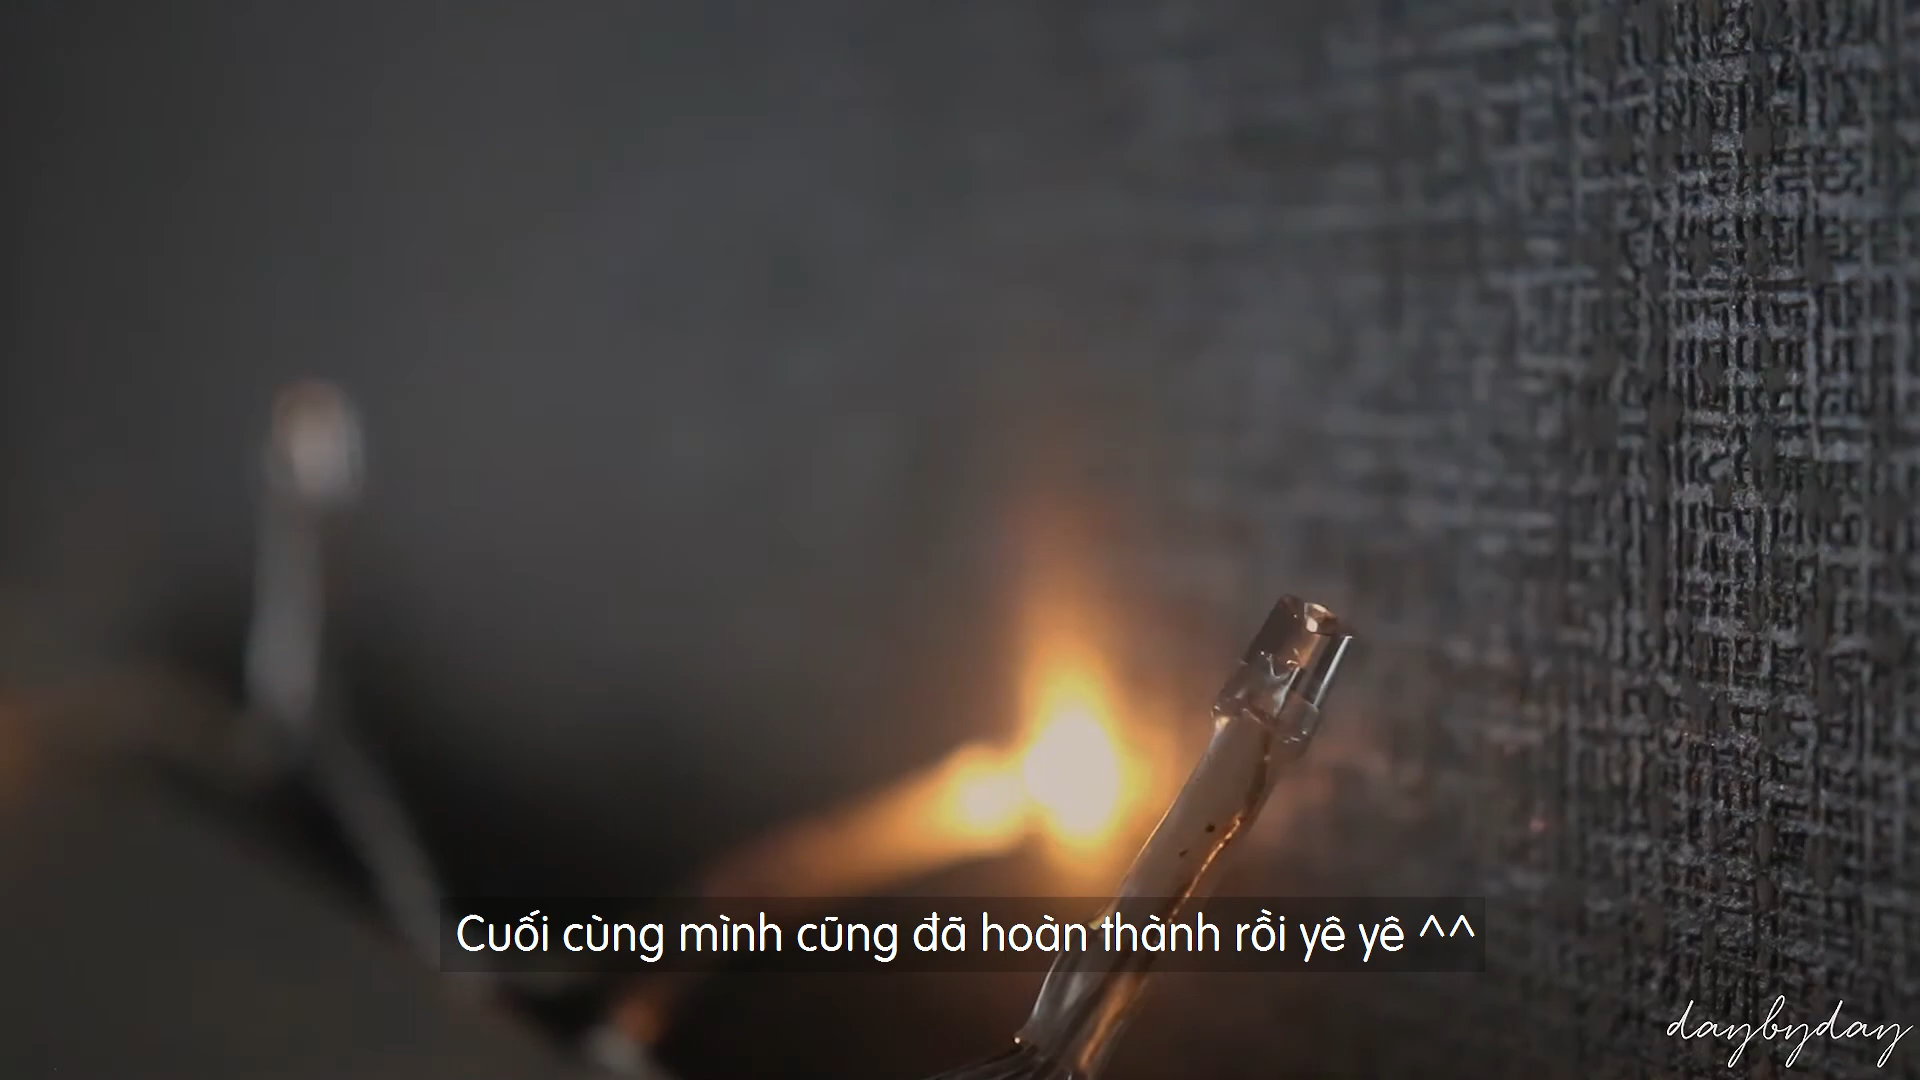 Cuối cùng mình cũng đã hoàn thành rồi yê yê ^^
daybyday